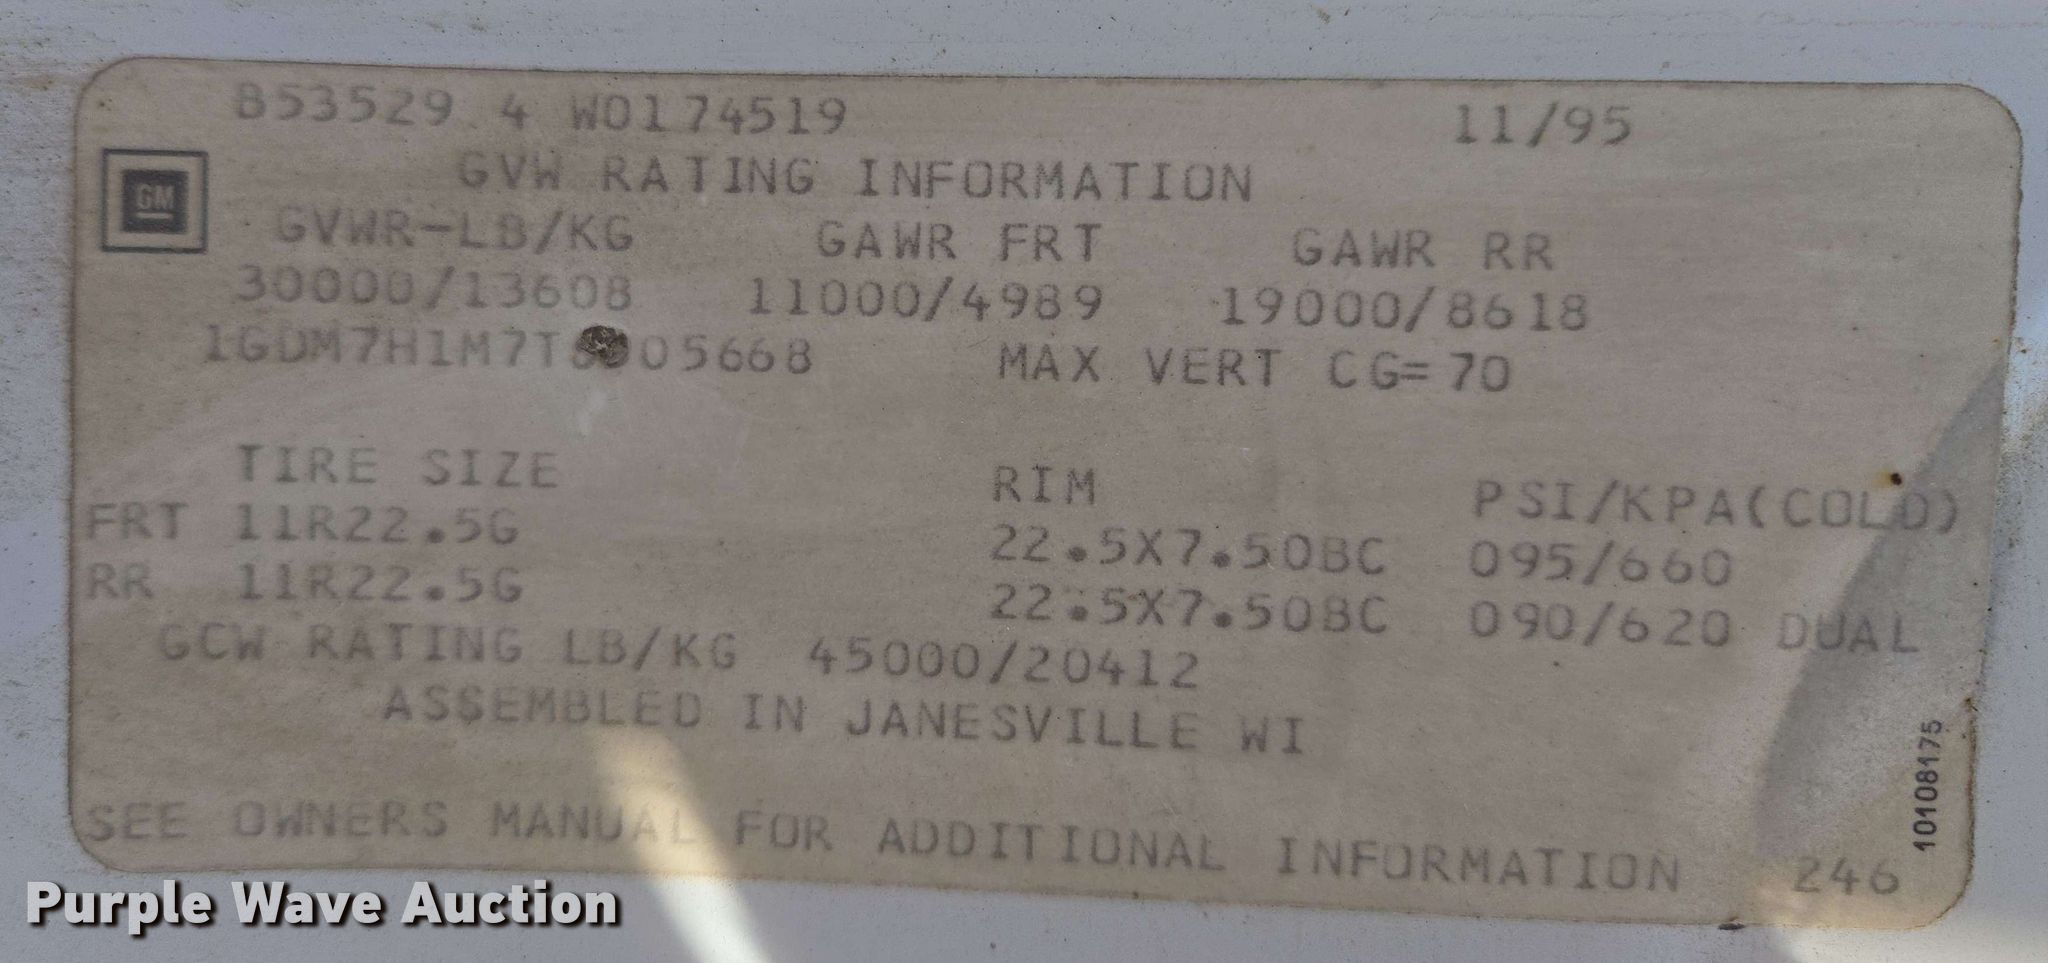 853529 4 W0174519 11/95
GM
GVW RATING INFORMATION
GVWR-LB/KG GAWR FRT GAWR RR
30000/13608 11000/4989 19000/8618
MAX VERT CG=70
TIRE SIZE RIM PSI/KPA(COLD)
FRT 11R22.5G 22.5X7.50BC 095/660
RR 11R22.5G 22.5X7.50BC 090/620 DUAL
GCW RATING LB/KG 45000/20412
ASSEMBLED IN JANESVILLE WI
SEE OWNERS MANUAL FOR ADDITIONAL INFORMATION 246
10108175
Purple Wave Auction